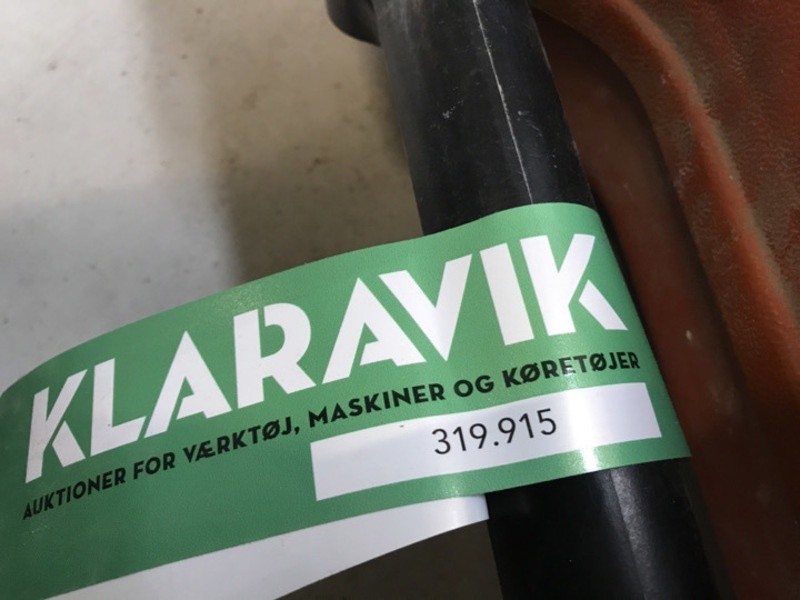 KLARAVIK
AUKTIONER FOR VÆRKTØJ, MASKINER OG KØRETØJER
319.915